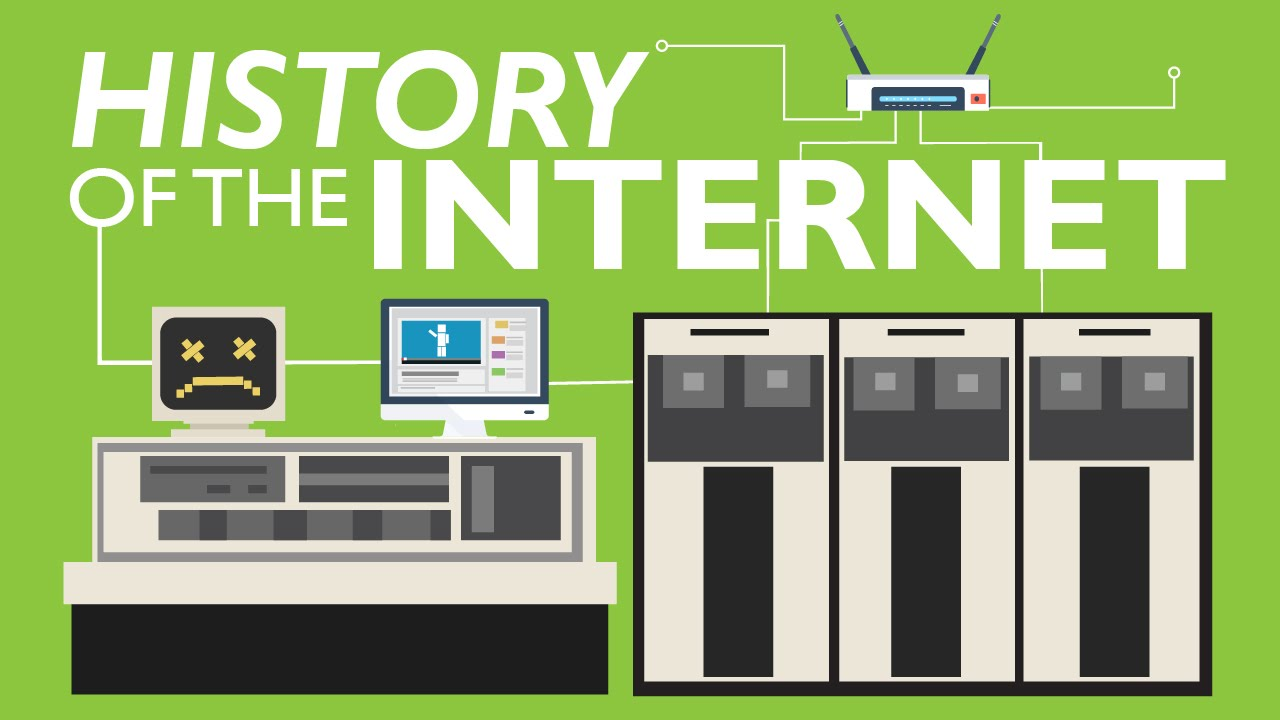 HISTORY
OF THE INTERNET